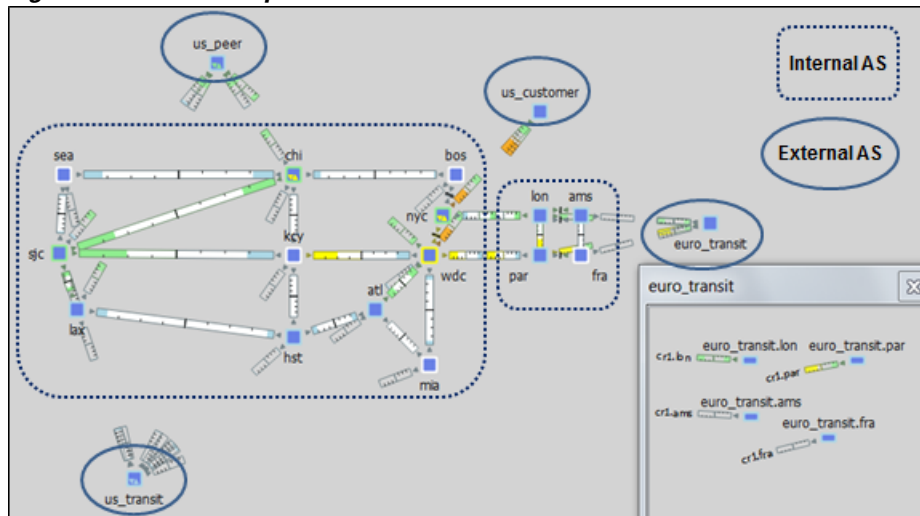 us_peer
Internal AS
us_customer
External AS
sea
chi
bos
lon
ams
nyc
sjc
kcy
wdc
par
fra
euro_transit
atl
lax
hst
mia
us_transit
euro_transit
euro_transit.lon
euro_transit.par
cr1.lon
cr1.par
euro_transit.ams
cr1.ams
euro_transit.fra
cr1.fra